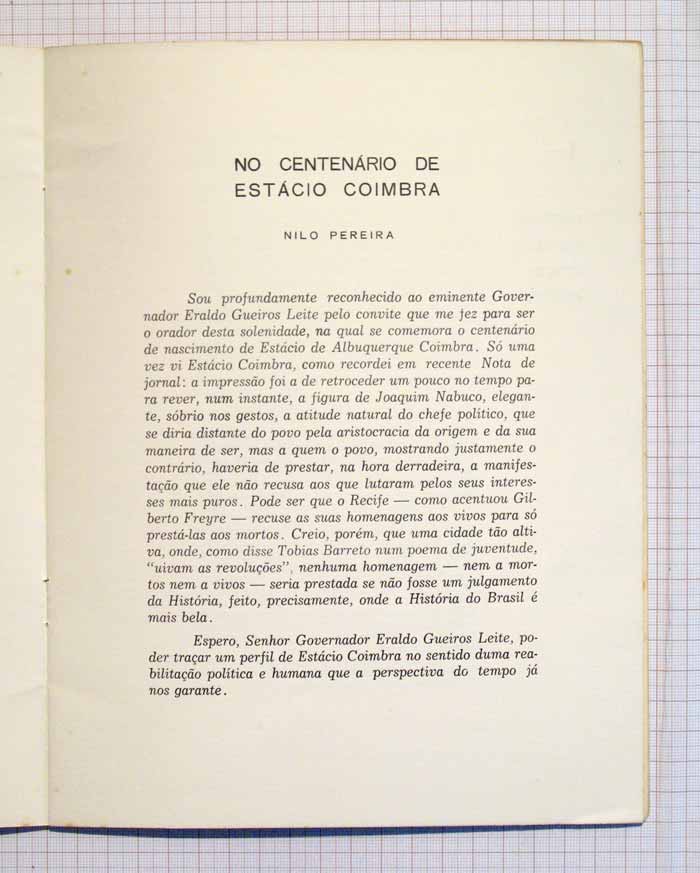 NO CENTENÁRIO DE
ESTÁCIO COIMBRA
NILO PEREIRA
Sou profundamente reconhecido ao eminente Gover-
nador Eraldo Gueiros Leite pelo convite que me fez para ser
o orador desta solenidade, na qual se comemora o centenário
de nascimento de Estácio de Albuquerque Coimbra. Só uma
vez vi Estácio Coimbra, como recordei em recente Nota de
jornal: a impressão foi a de retroceder um pouco no tempo pa-
ra rever, num instante, a figura de Joaquim Nabuco, elegan-
te, sóbrio nos gestos, a atitude natural do chefe político, que
se diria distante do povo pela aristocracia da origem e da sua
maneira de ser, mas a quem o povo, mostrando justamente o
contrário, haveria de prestar, na hora derradeira, a manifes-
tação que ele não recusa aos que lutaram pelos seus interes-
ses mais puros. Pode ser que o Recife — como acentuou Gil-
berto Freyre — recuse as suas homenagens aos vivos para só
prestá-las aos mortos. Creio, porém, que uma cidade tão alti-
va, onde, como disse Tobias Barreto num poema de juventude,
"uivam as revoluções", nenhuma homenagem — nem a mor-
tos nem a vivos — seria prestada se não fosse um julgamento
da História, feito, precisamente, onde a História do Brasil é
mais bela.
Espero, Senhor Governador Eraldo Gueiros Leite, po-
der traçar um perfil de Estácio Coimbra no sentido duma rea-
bilitação política e humana que a perspectiva do tempo já
nos garante.